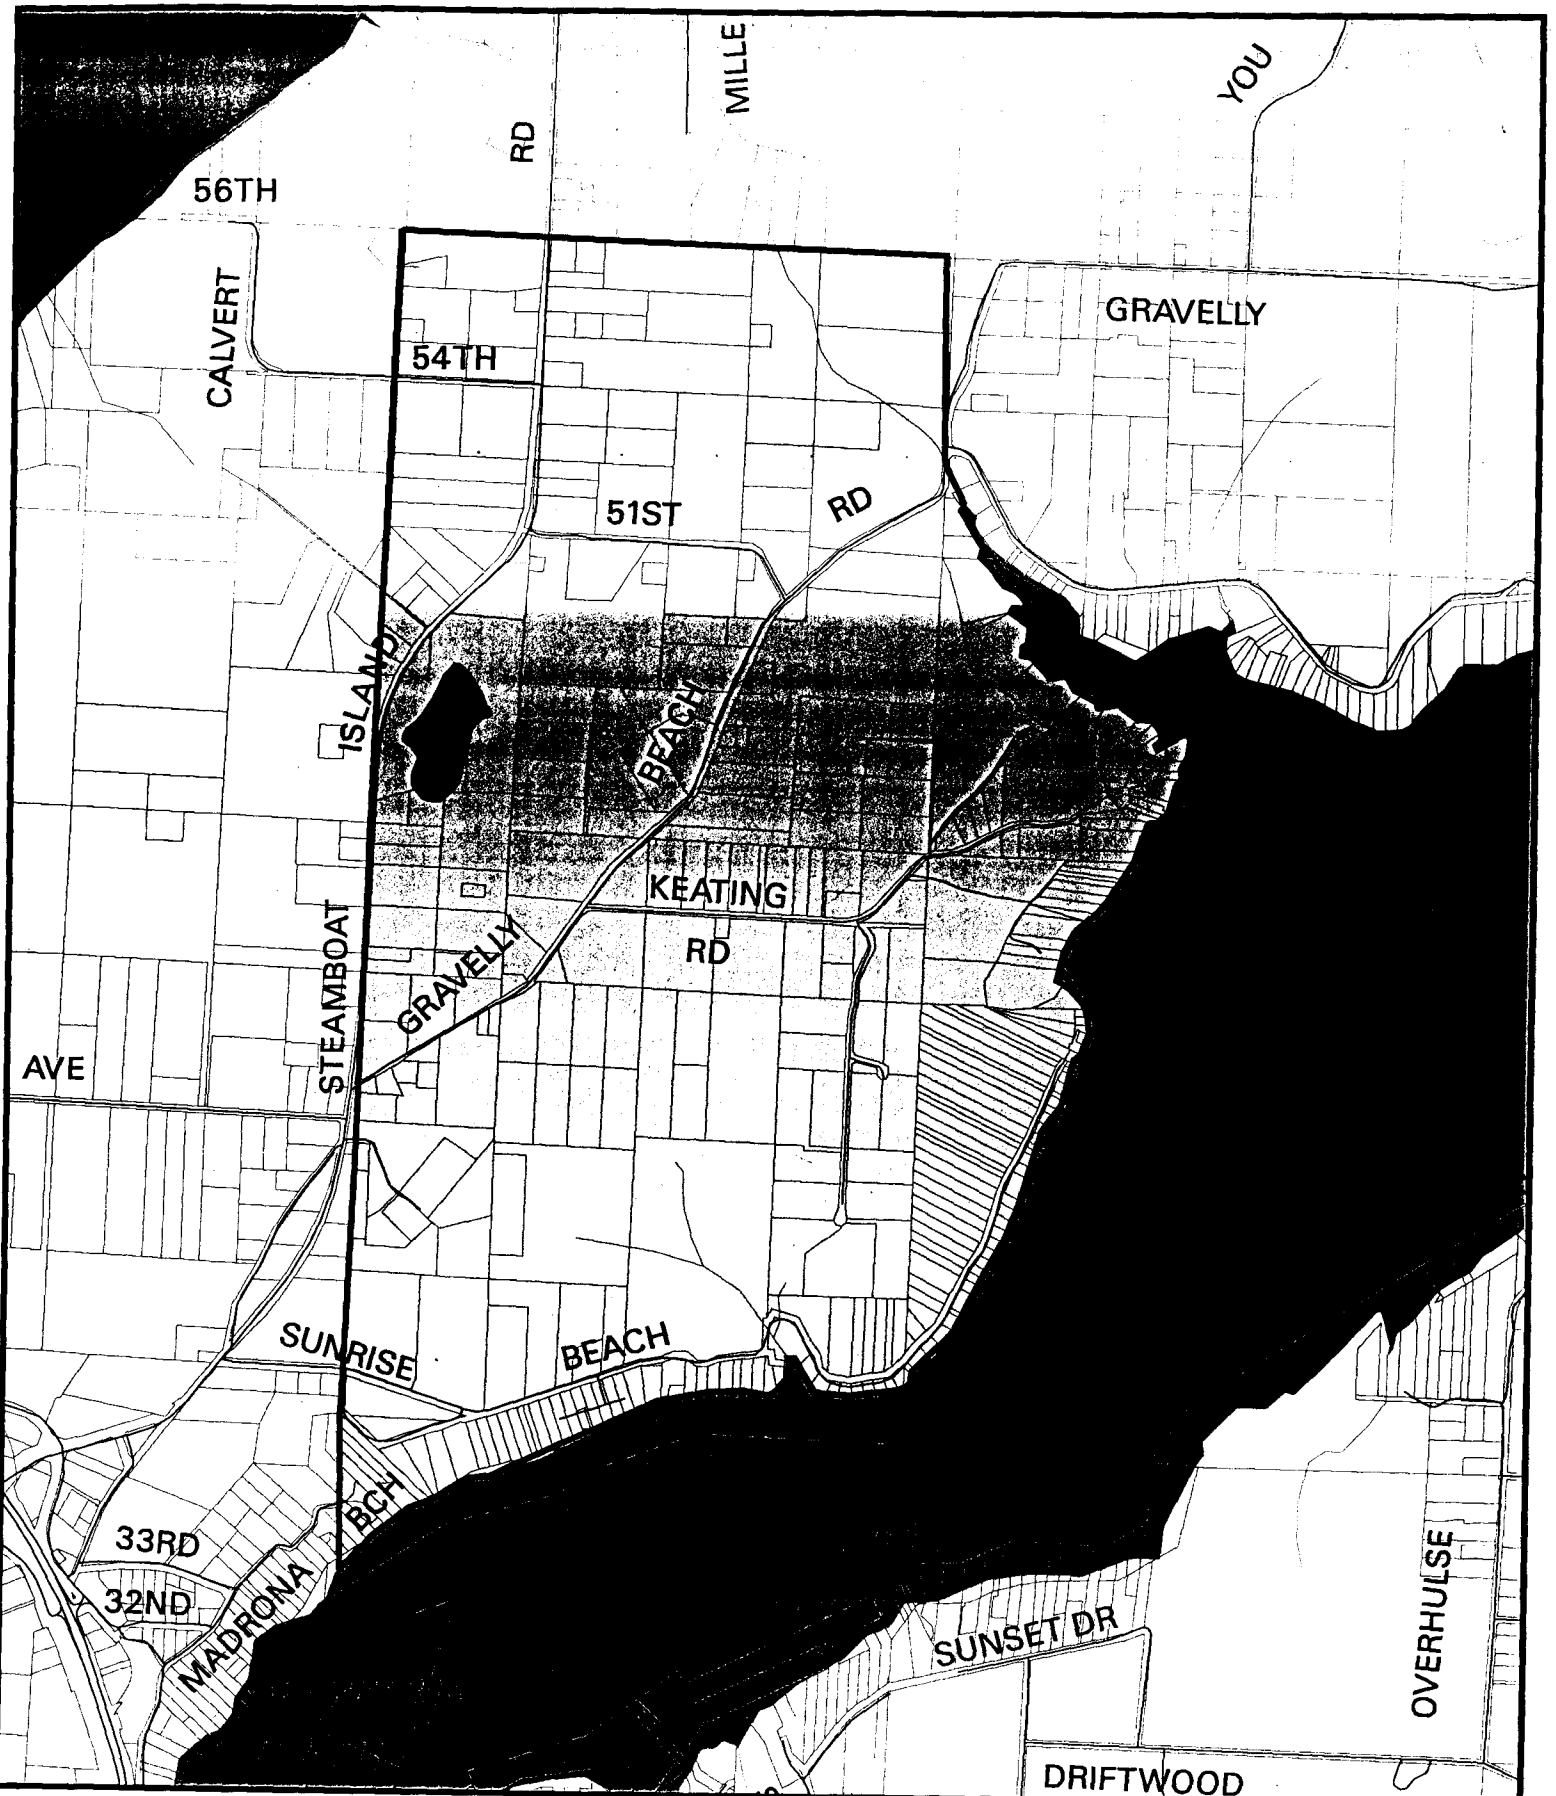 MILLE
YOU
RD
56TH
CALVERT
GRAVELLY
54TH
51ST
RD
ISLAND
BEACH
KEATING
RD
GRAVELLY
STEAMBOAT
AVE
SUNRISE
BEACH
BCH
33RD
32ND
MADRONA
SUNSET DR
OVERHULSE
DRIFTWOOD